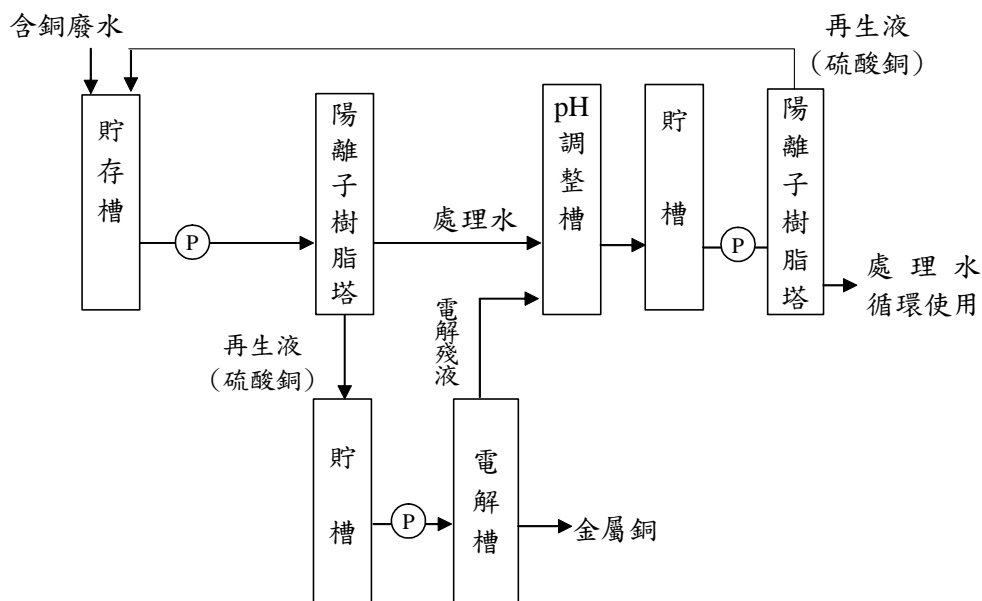 含銅廢水
再生液
(硫酸銅)
貯存槽
P
陽離子樹脂塔
處理水
pH
調整槽
貯槽
P
陽離子樹脂塔
處理水
循環使用
再生液
(硫酸銅)
電解殘液
貯槽
P
電解槽
金屬銅